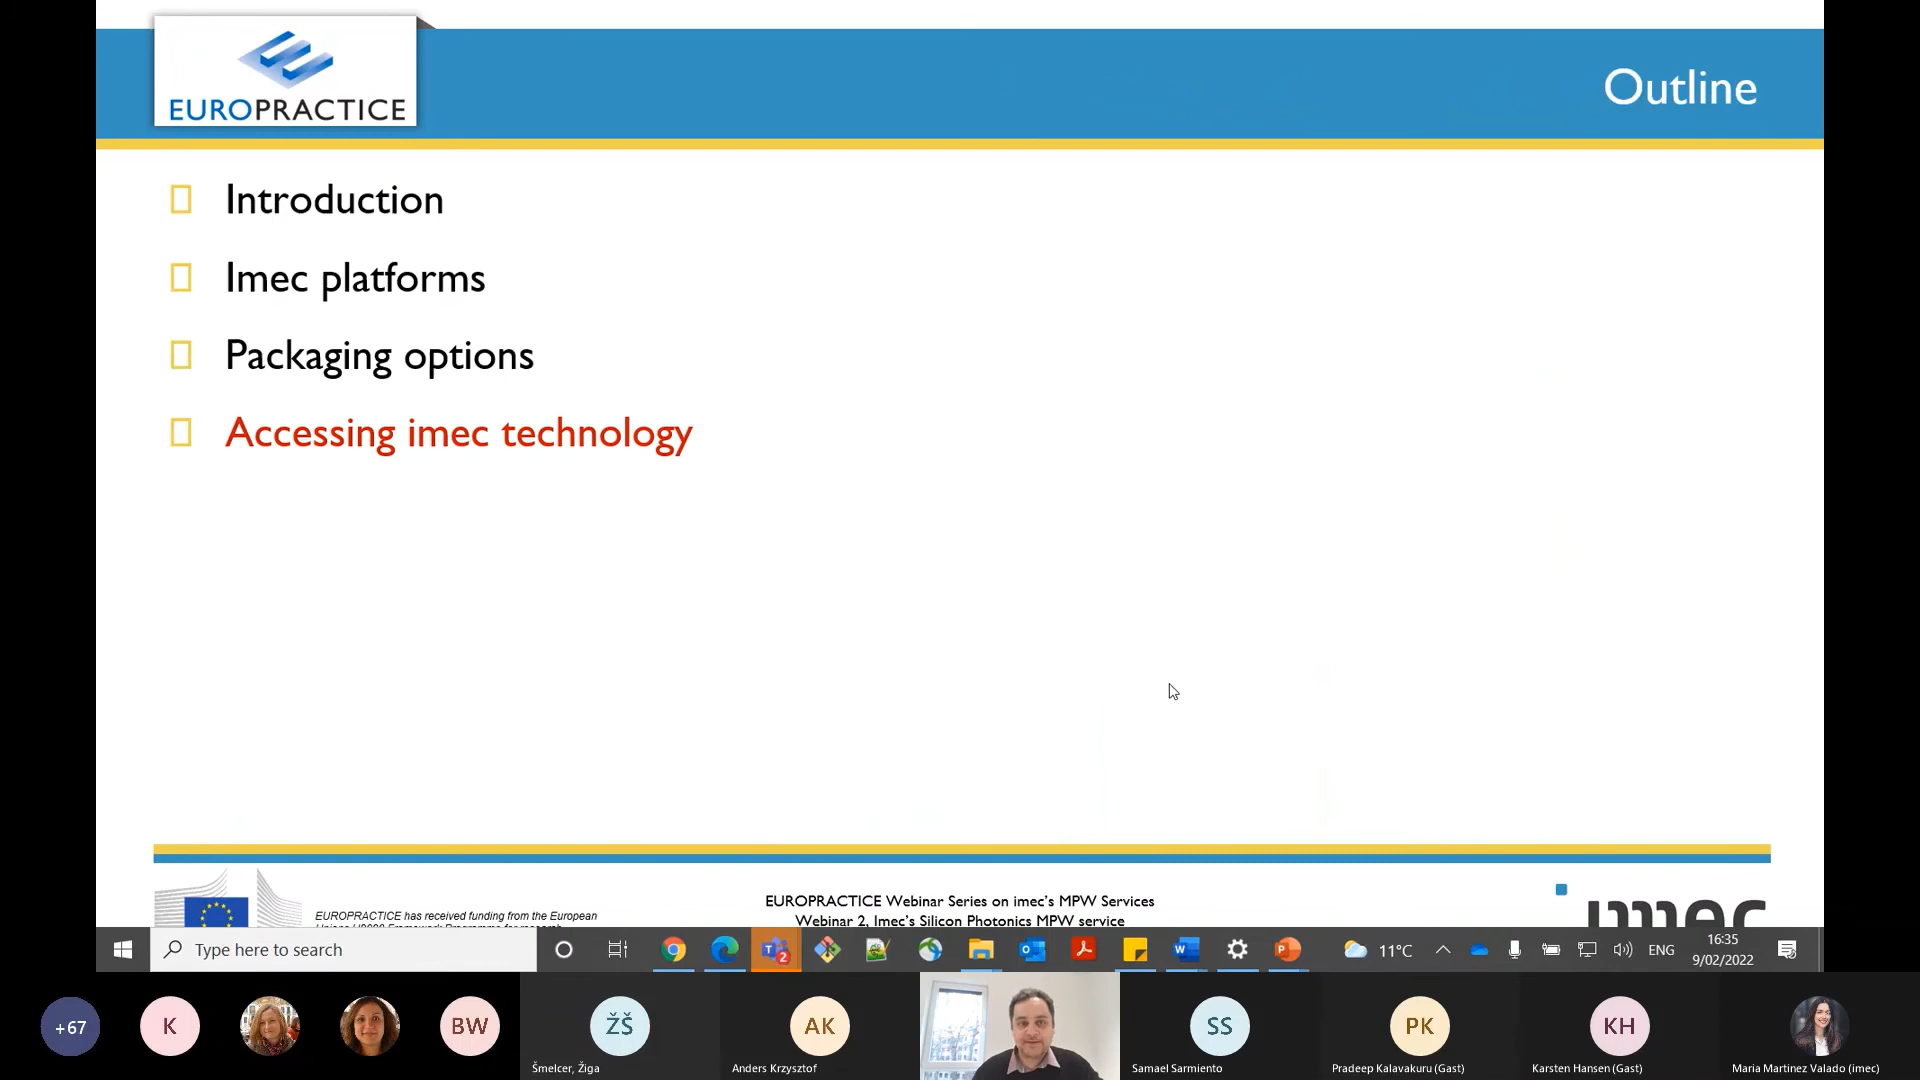 EUROPRACTICE
Outline
Introduction
Imec platforms
Packaging options
Accessing imec technology
EUROPRACTICE has received funding from the European
EUROPRACTICE Webinar Series on imec's MPW Services
Webinar 2, Imec's Silicon Photonics MPW service
imec
Type here to search
2
11°C
ENG
16:35
9/02/2022
+67
K
BW
ŽŠ
Šmelcer, Žiga
AK
Anders Krzysztof
SS
Samael Sarmiento
PK
Pradeep Kalavakuru (Gast)
KH
Karsten Hansen (Gast)
Maria Martinez Valado (imec)